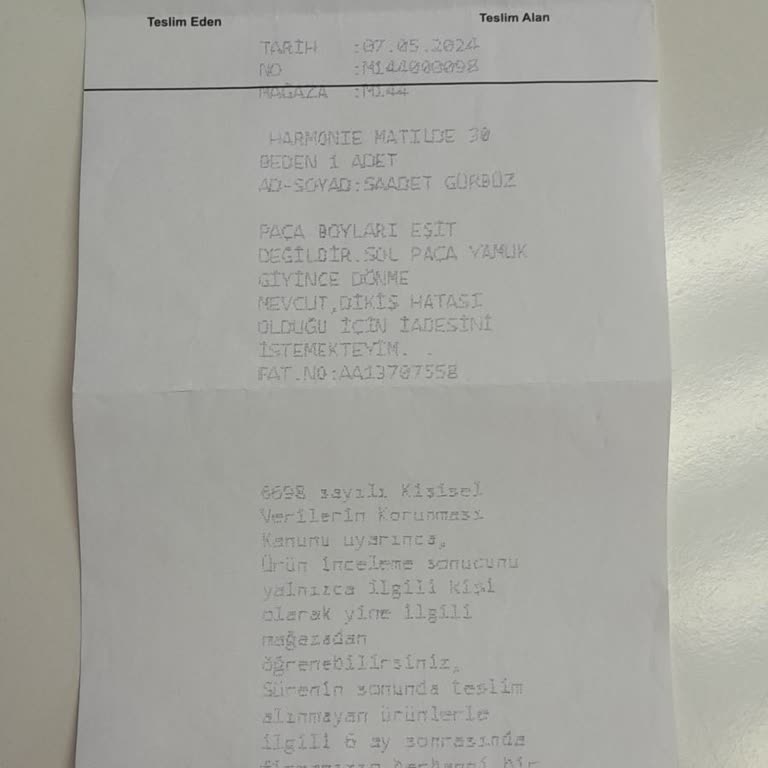 Teslim Eden Teslim Alan
TARİH :07.05.2024
NO :M144000098
MAĞAZA :M144
HARMONIE MATILDE 30
BEDEN 1 ADET
AD-SOYAD:SAADET GÜRBÜZ
PAÇA BOYLARI EŞİT
DEĞİLDİR.SOL PAÇA YAMUK
GİYİNCE DÖNME
MEVCUT,DİKİŞ HATASI
OLDUĞU İÇİN İADESİNİ
İSTEMEKTEYİM. .
FAT.NO:AA13707558
6698 sayılı Kişisel
Verilerin Korunması
Kanunu uyarınca,
Ürün inceleme sonucunu
yalnızca ilgili kişi
olarak yine ilgili
mağazadan
öğrenebilirsiniz.
Sürenin sonunda teslim
alınmayan ürünlerle
ilgili 6 ay sonrasında
firmamızın herhangi bir